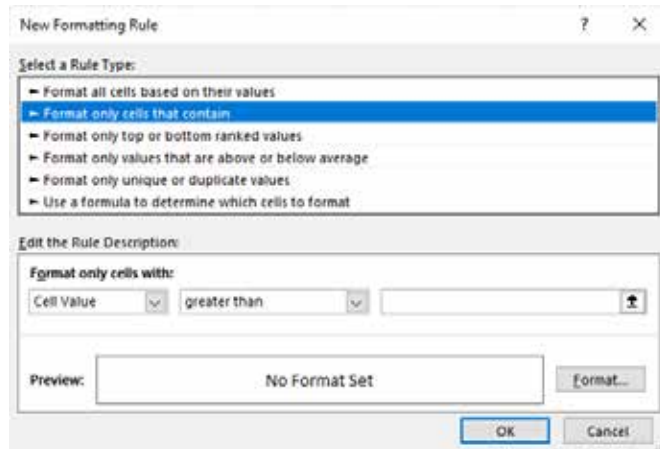 New Formatting Rule ? ×
Select a Rule Type:
► Format all cells based on their values
► Format only cells that contain
► Format only top or bottom ranked values
► Format only values that are above or below average
► Format only unique or duplicate values
► Use a formula to determine which cells to format
Edit the Rule Description:
Format only cells with:
Cell Value greater than
Preview: No Format Set Format...
OK Cancel